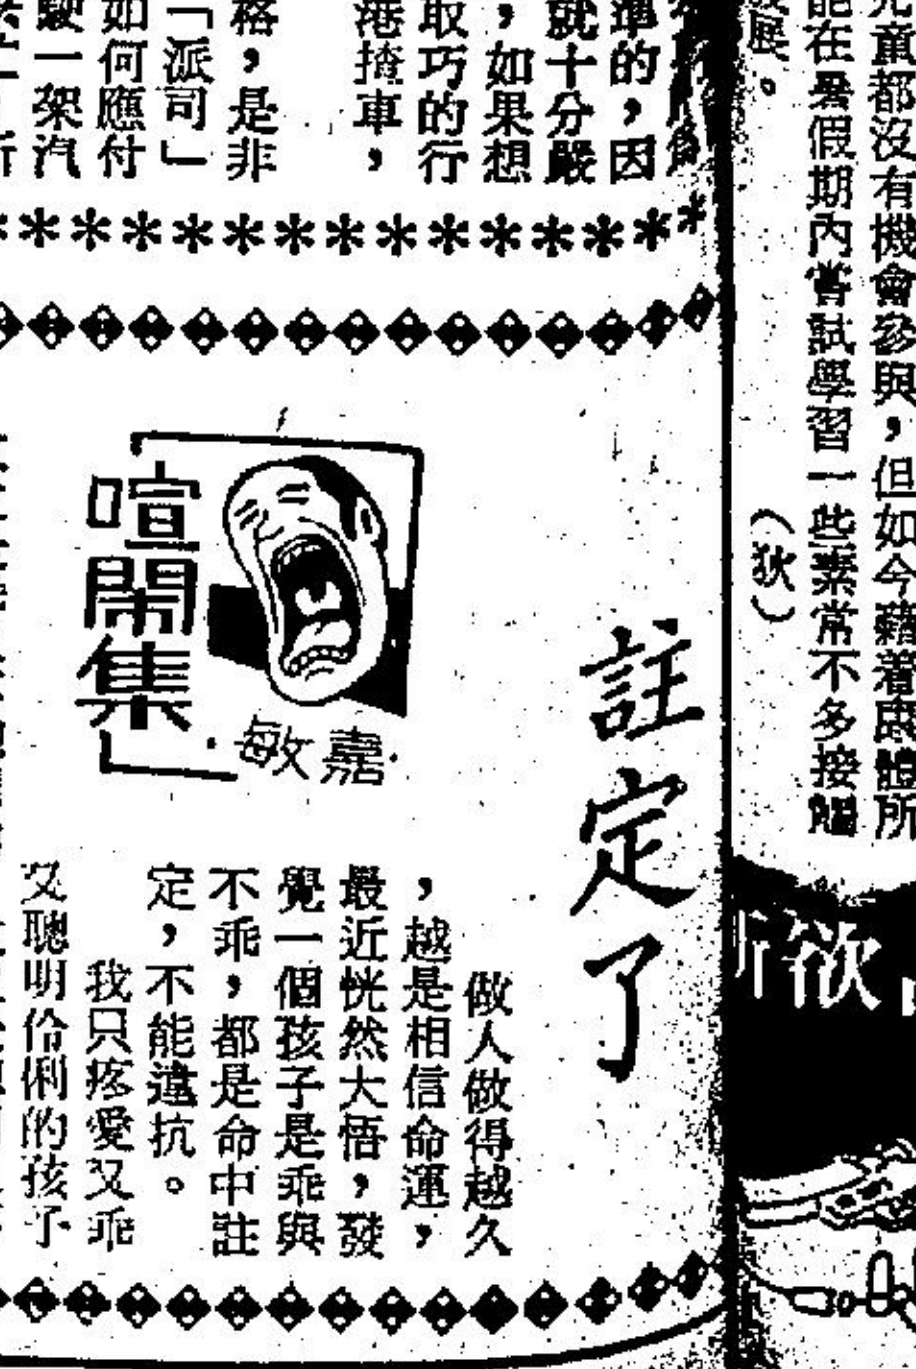 兒童都沒有機會參與，但如今藉着康體所
能在暑假期內嘗試學習一些素常不多接觸
發展。
（狄）
欲
準的，因
就十分嚴
，如果想
取巧的行
港揸車，
格，是非
「派司」
如何應付
駛一架汽
註定了
喧鬧集
敏嘉
做人做得越久
，越是相信命運，
最近恍然大悟，發
覺一個孩子是乖與
不乖，都是命中註
定，不能違抗。
我只疼愛又乖
又聰明伶俐的孩子